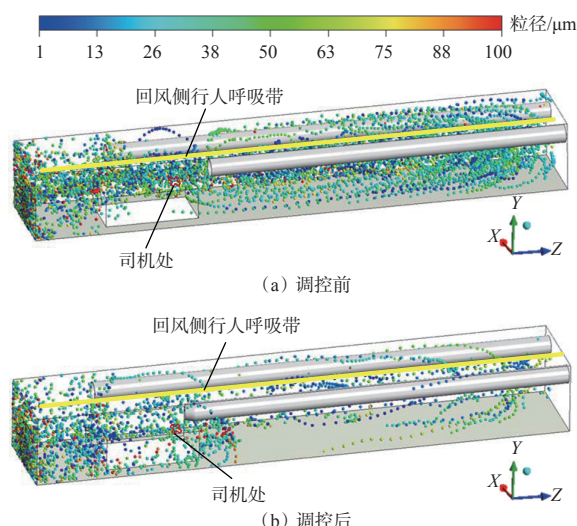 粒径/μm
1 13 26 38 50 63 75 88 100
回风侧行人呼吸带
司机处
Y
X
Z
(a)调控前
回风侧行人呼吸带
司机处
Y
X
Z
(b)调控后